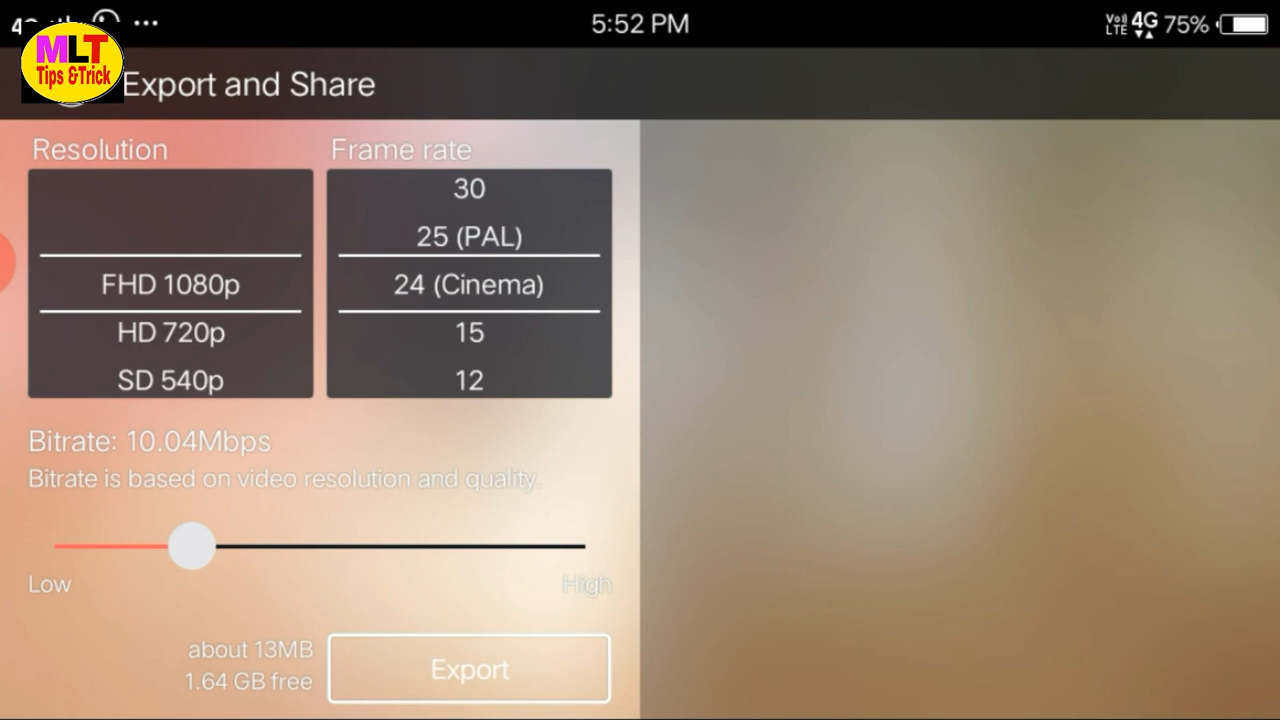 5:52 PM
VoI) LTE 4G 75%
MLT
Tips &Trick
Export and Share
Resolution
Frame rate
30
25 (PAL)
FHD 1080p
24 (Cinema)
HD 720p
15
SD 540p
12
Bitrate: 10.04Mbps
Bitrate is based on video resolution and quality.
Low
High
about 13MB
1.64 GB free
Export